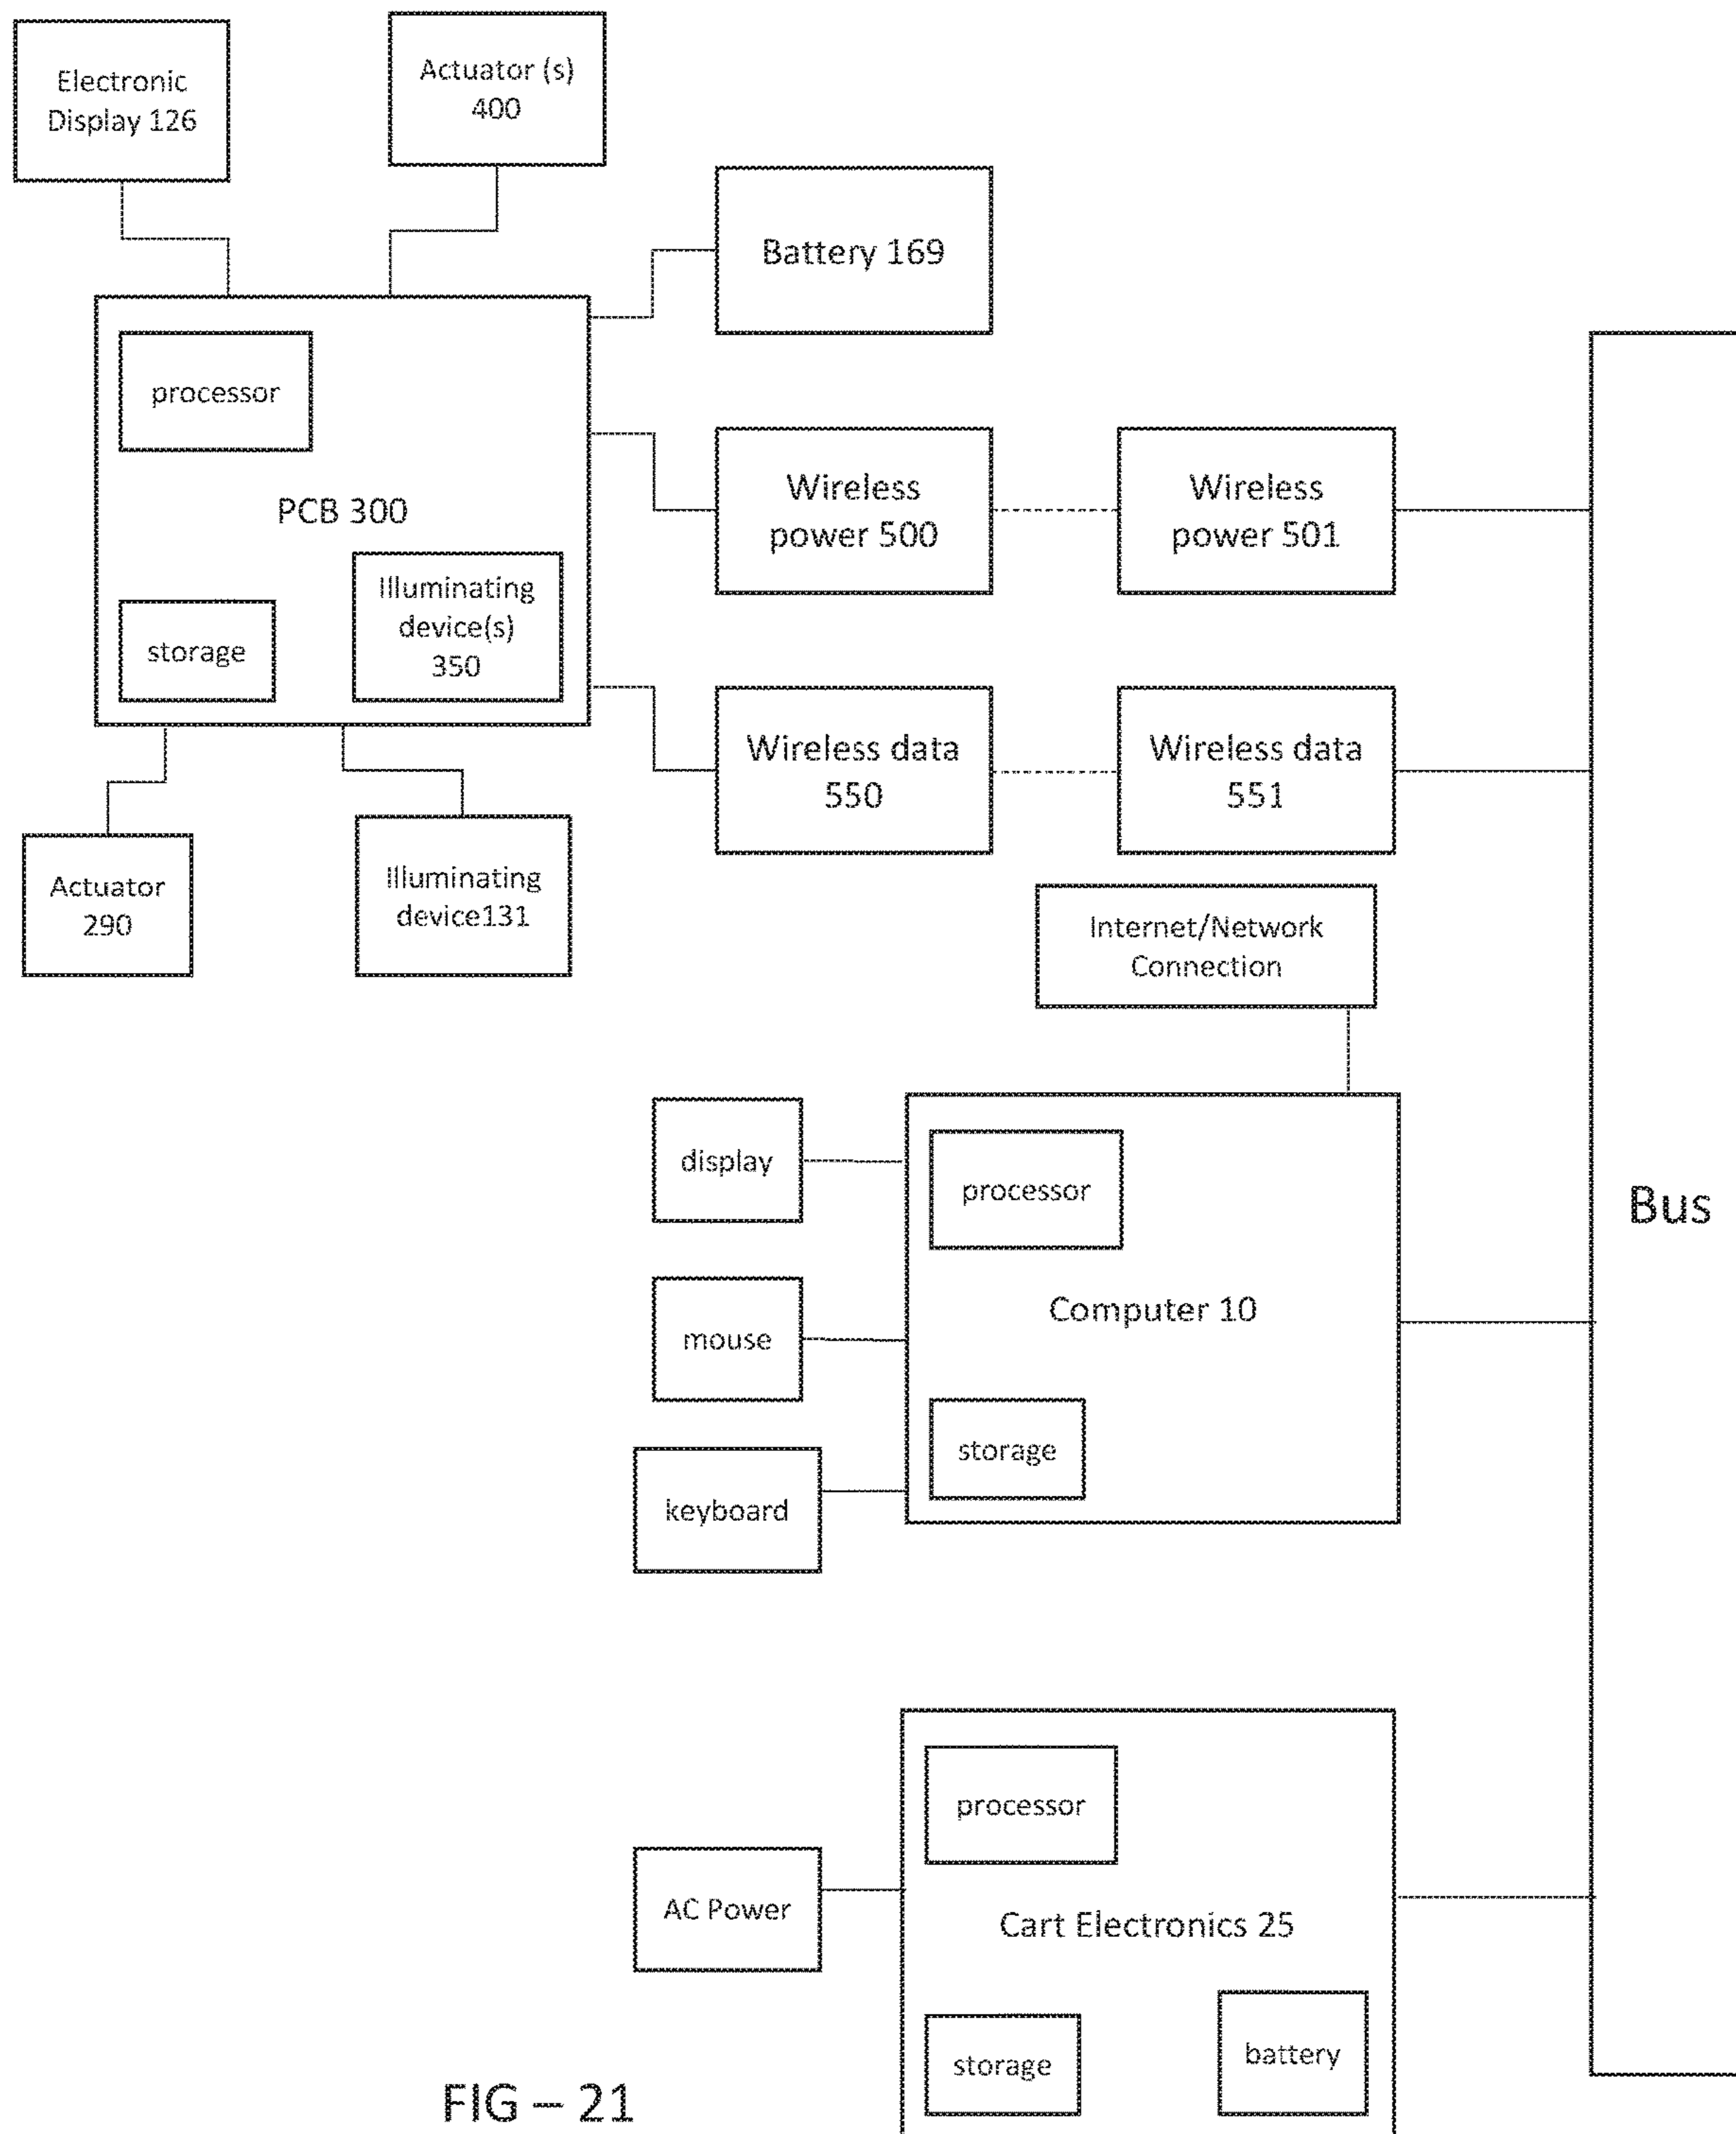 Electronic
Display 126
Actuator (s)
400
Battery 169
processor
PCB 300
Illuminating
device(s)
350
storage
Wireless
power 500
Wireless
power 501
Wireless data
550
Wireless data
551
Actuator
290
Illuminating
device131
Internet/Network
Connection
display
processor
Bus
mouse
Computer 10
storage
keyboard
processor
AC Power
Cart Electronics 25
storage
battery
FIG – 21